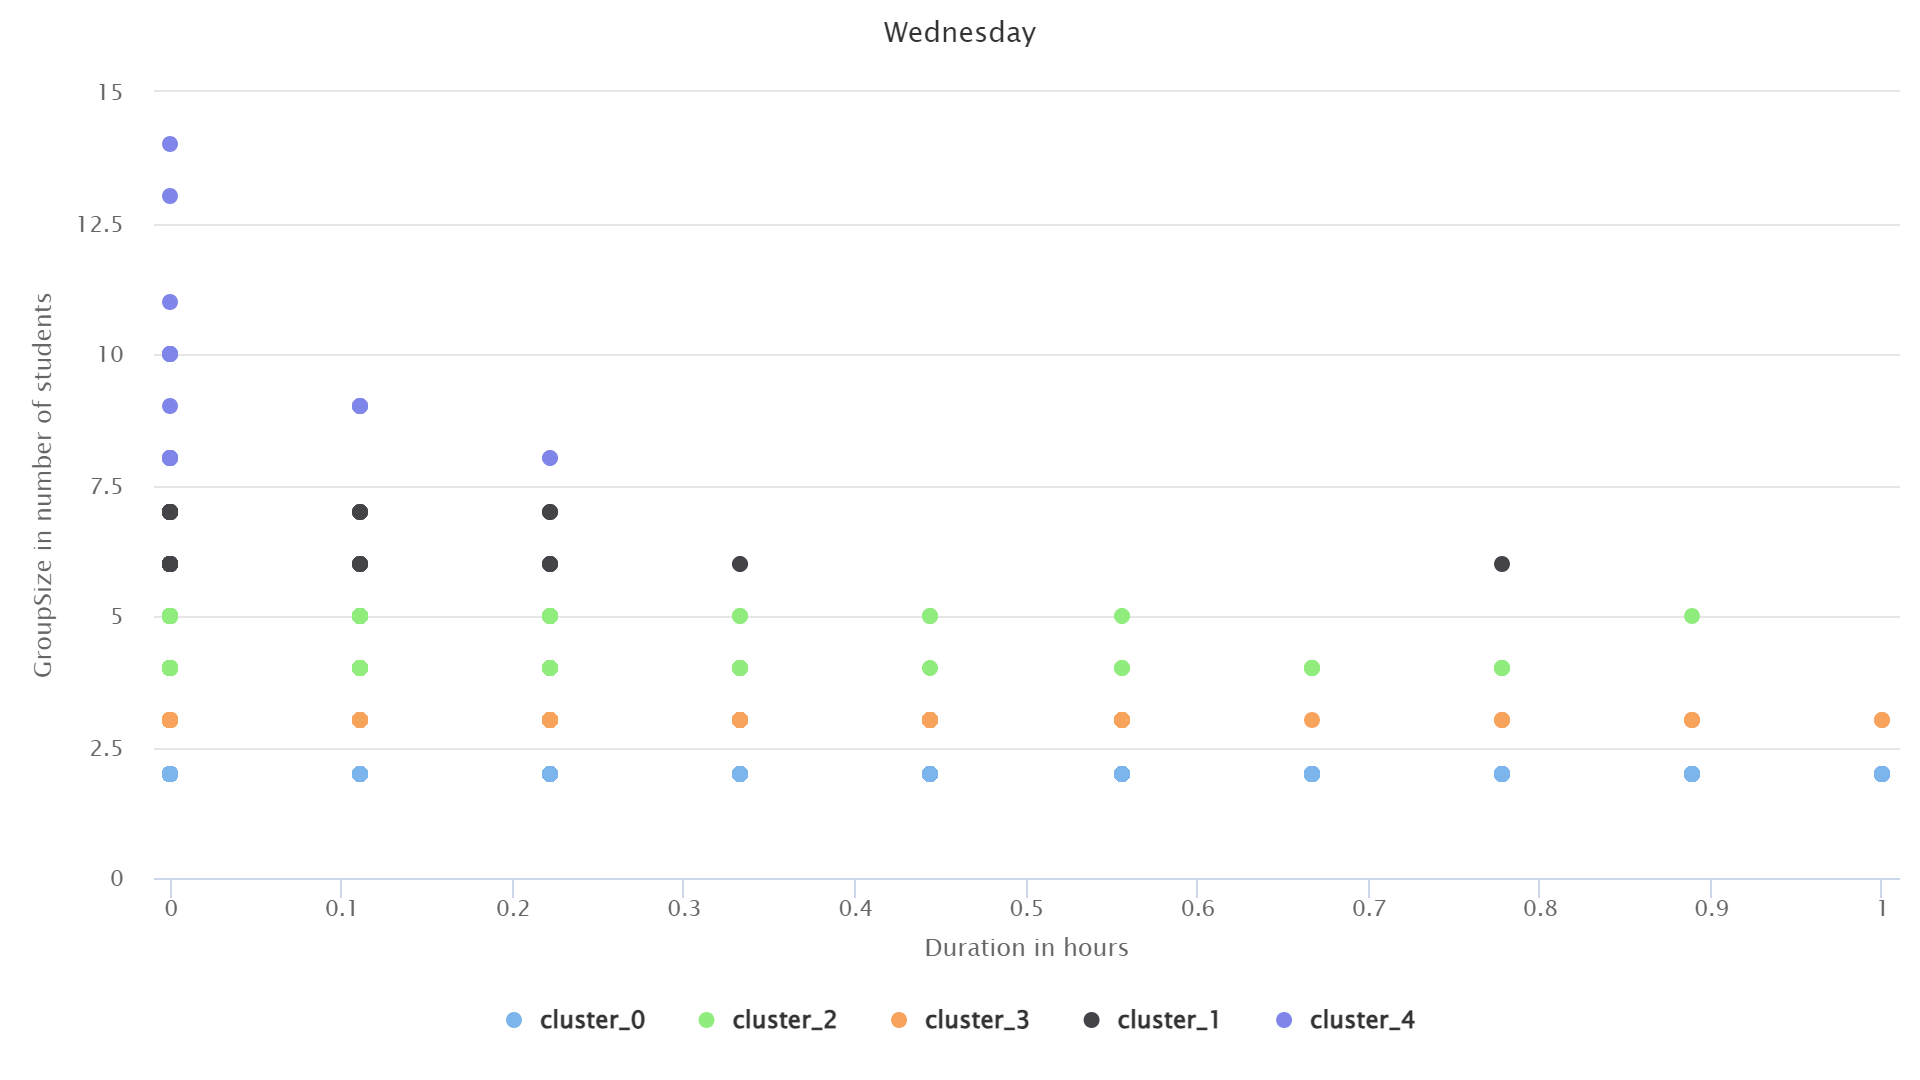 Wednesday
15
12.5
10
7.5
5
2.5
0
GroupSize in number of students
0 0.1 0.2 0.3 0.4 0.5 0.6 0.7 0.8 0.9 1
Duration in hours
cluster_0 cluster_2 cluster_3 cluster_1 cluster_4